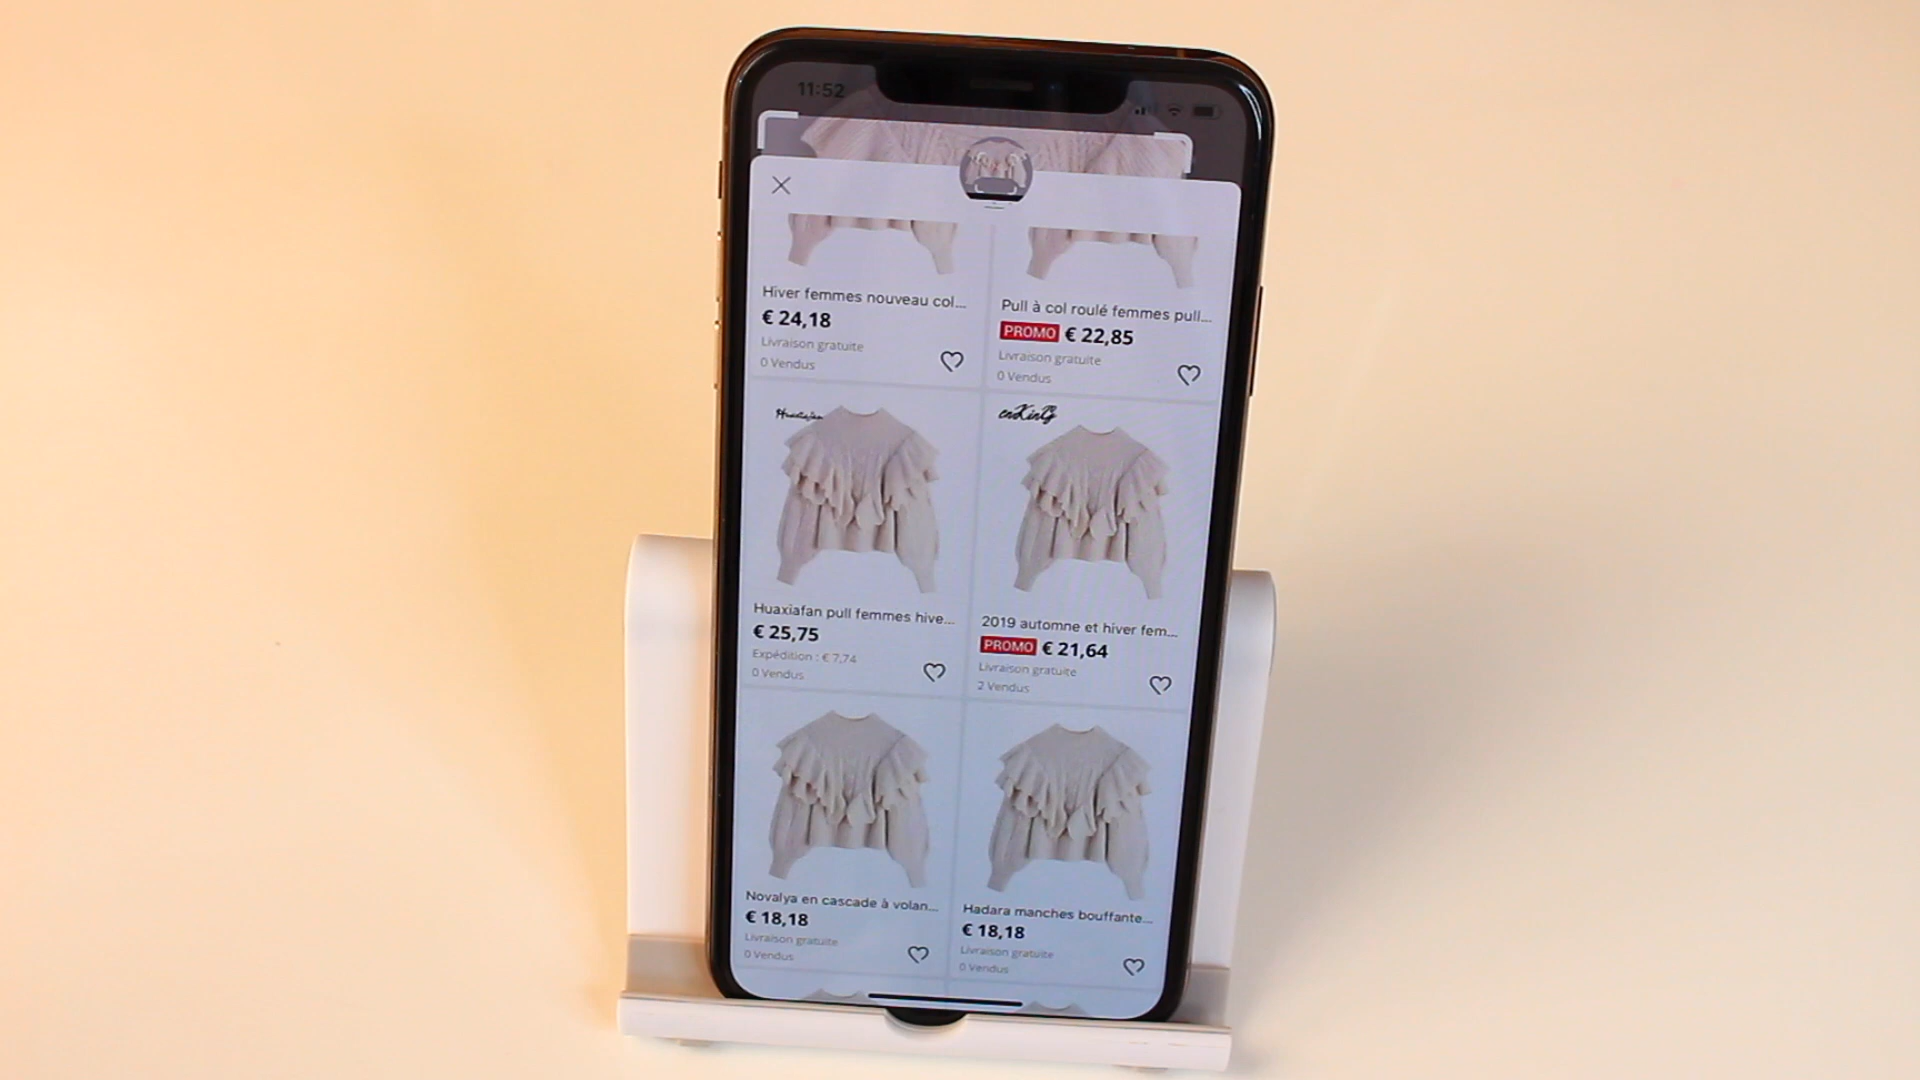 11:52
Hiver femmes nouveau col...
€ 24,18
Livraison gratuite
0 Vendus
Pull à col roulé femmes pull...
PROMO € 22,85
Livraison gratuite
0 Vendus
Huaxiafan
Huaxiafan pull femmes hive...
€ 25,75
Expédition : € 7,74
0 Vendus
enKinG
2019 automne et hiver fem...
PROMO € 21,64
Livraison gratuite
2 Vendus
Novalya en cascade à volan...
€ 18,18
Livraison gratuite
0 Vendus
Hadara manches bouffante...
€ 18,18
Livraison gratuite
0 Vendus